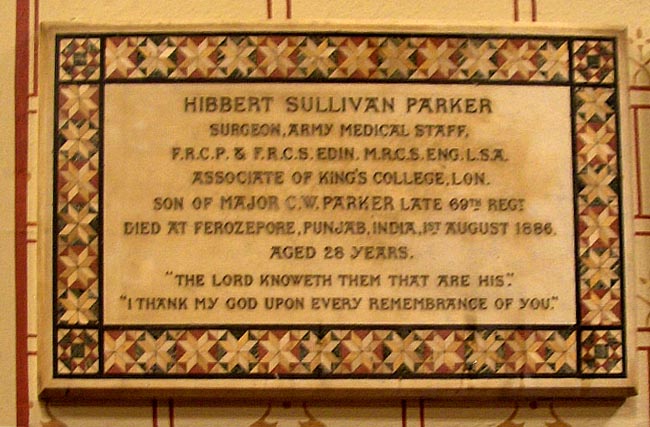 HIBBERT SULLIVAN PARKER
SURGEON, ARMY MEDICAL STAFF,
F.R.C.P. & F.R.C.S. EDIN. M.R.C.S. ENG. L.S.A.
ASSOCIATE OF KING'S COLLEGE, LON.
SON OF MAJOR C.W. PARKER LATE 69TH REGT
DIED AT FEROZEPORE, PUNJAB, INDIA, 1ST AUGUST 1886.
AGED 28 YEARS.
"THE LORD KNOWETH THEM THAT ARE HIS."
"I THANK MY GOD UPON EVERY REMEMBRANCE OF YOU."